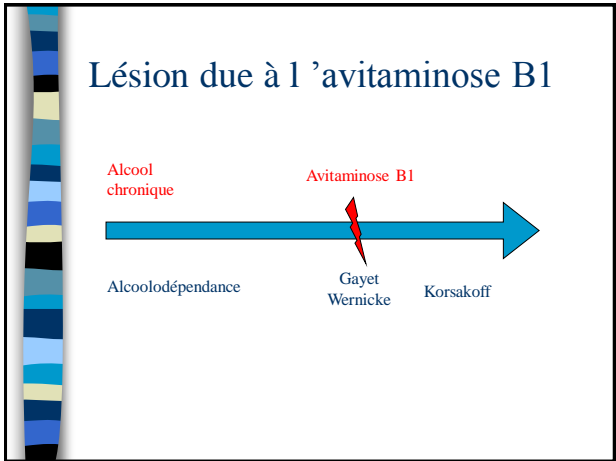 Lésion due à l ’avitaminose B1
Alcool
chronique
Avitaminose B1
Alcoolodépendance
Gayet
Wernicke
Korsakoff